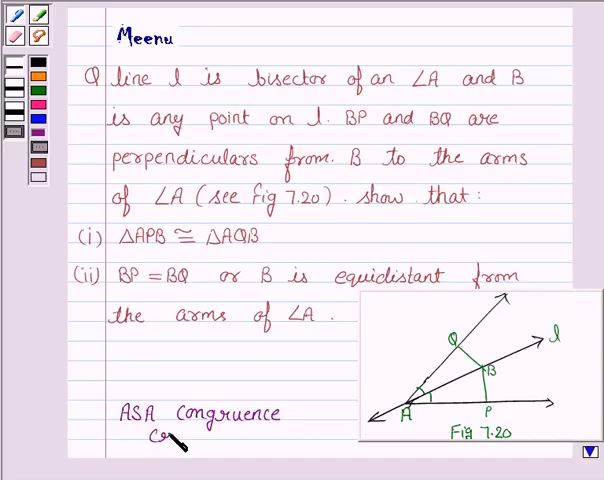 Meenu
Q line l is bisector of an ∠A and B
is any point on l. BP and BQ are
perpendiculars from B to the arms
of ∠A (see Fig 7.20). show that :
(i) ΔAPB ≅ ΔAQB
(ii) BP = BQ or B is equidistant from
the arms of ∠A.
Q
l
B
A
P
Fig 7.20
ASA Congruence